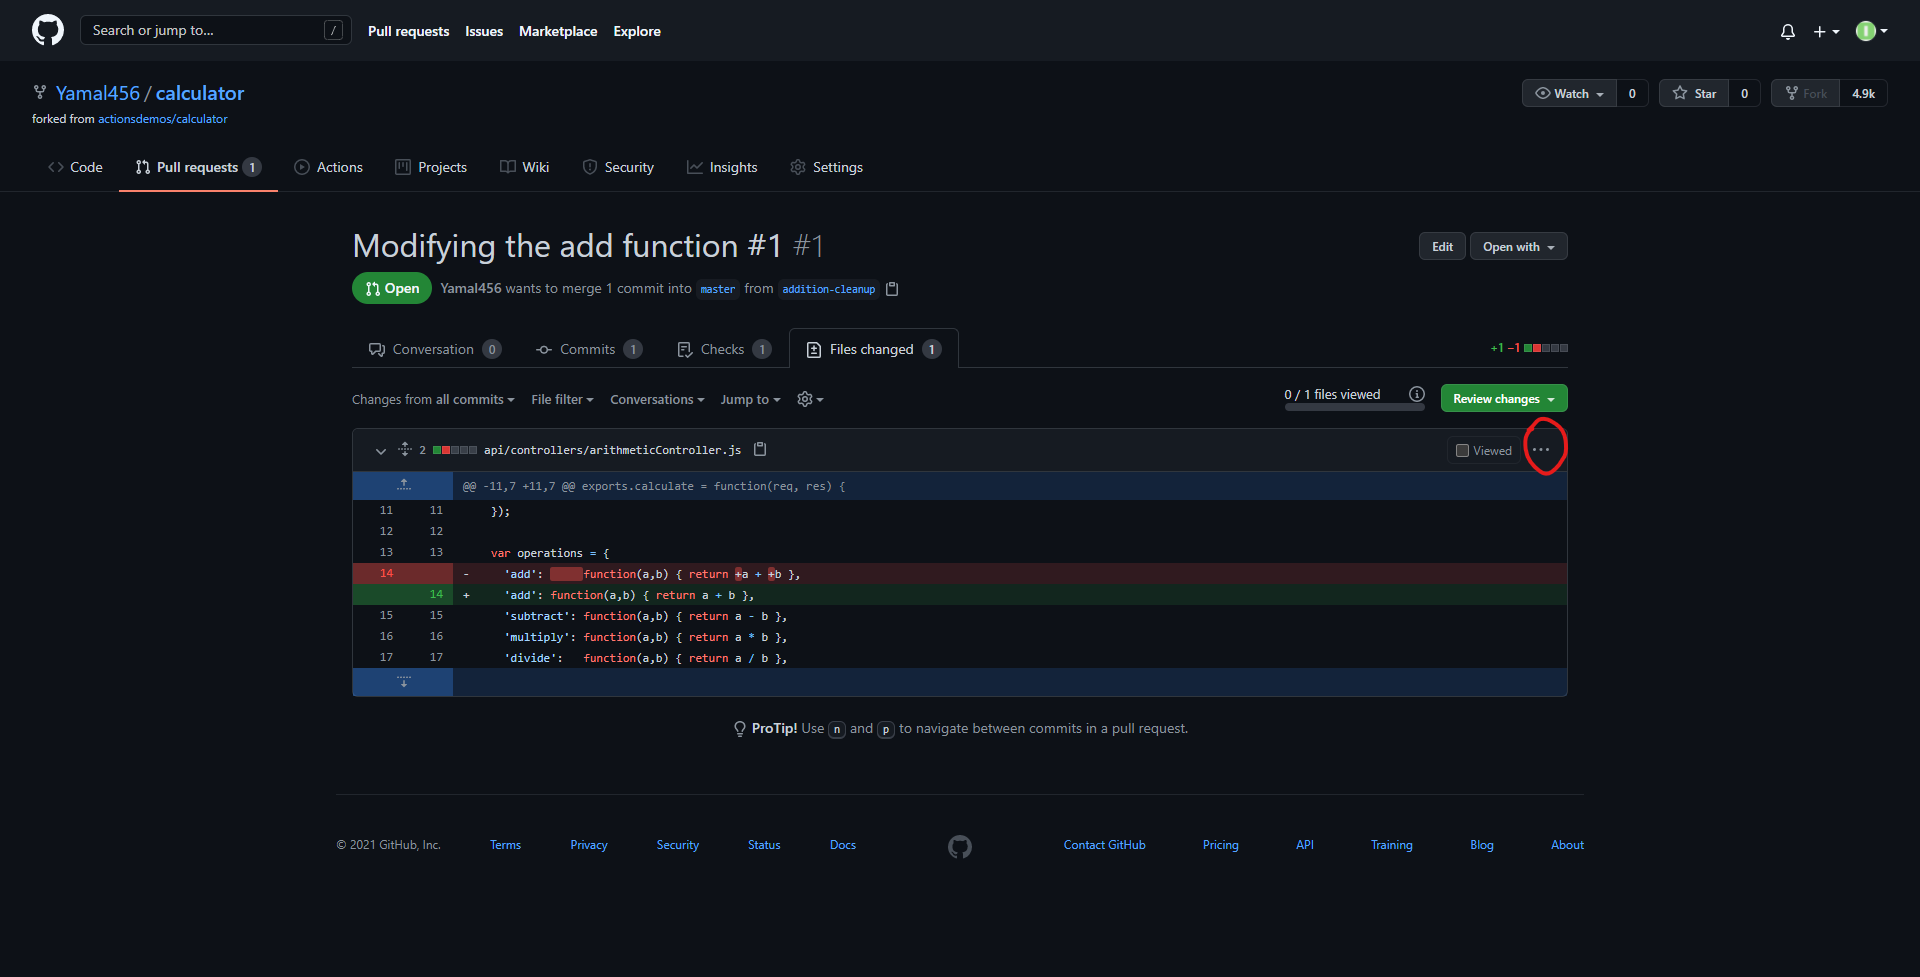 Search or jump to... /
Pull requests Issues Marketplace Explore
Yamal456 / calculator
forked from actionsdemos/calculator
Watch 0 Star 0 Fork 4.9k
Code Pull requests 1 Actions Projects Wiki Security Insights Settings
Modifying the add function #1 #1
Edit Open with
Open Yamal456 wants to merge 1 commit into master from addition-cleanup
Conversation 0 Commits 1 Checks 1 Files changed 1
+1 −1
Changes from all commits File filter Conversations Jump to
0 / 1 files viewed Review changes
2 api/controllers/arithmeticController.js Viewed ...
@@ -11,7 +11,7 @@ exports.calculate = function(req, res) {
11 11 });
12 12
13 13 var operations = {
14 - 'add': function(a,b) { return +a + +b },
14 + 'add': function(a,b) { return a + b },
15 15 'subtract': function(a,b) { return a - b },
16 16 'multiply': function(a,b) { return a * b },
17 17 'divide': function(a,b) { return a / b },
ProTip! Use n and p to navigate between commits in a pull request.
© 2021 GitHub, Inc. Terms Privacy Security Status Docs Contact GitHub Pricing API Training Blog About